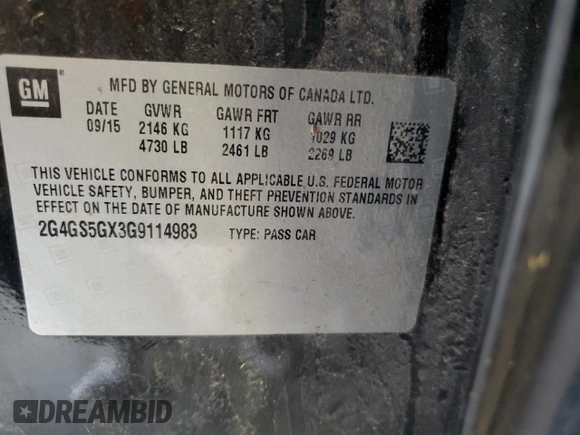 GM
®
MFD BY GENERAL MOTORS OF CANADA LTD.
DATE GVWR GAWR FRT GAWR RR
09/15 2146 KG 1117 KG 1029 KG
4730 LB 2461 LB 2269 LB
THIS VEHICLE CONFORMS TO ALL APPLICABLE U.S. FEDERAL MOTOR
VEHICLE SAFETY, BUMPER, AND THEFT PREVENTION STANDARDS IN
EFFECT ON THE DATE OF MANUFACTURE SHOWN ABOVE.
2G4GS5GX3G9114983 TYPE: PASS CAR
DREAMBID